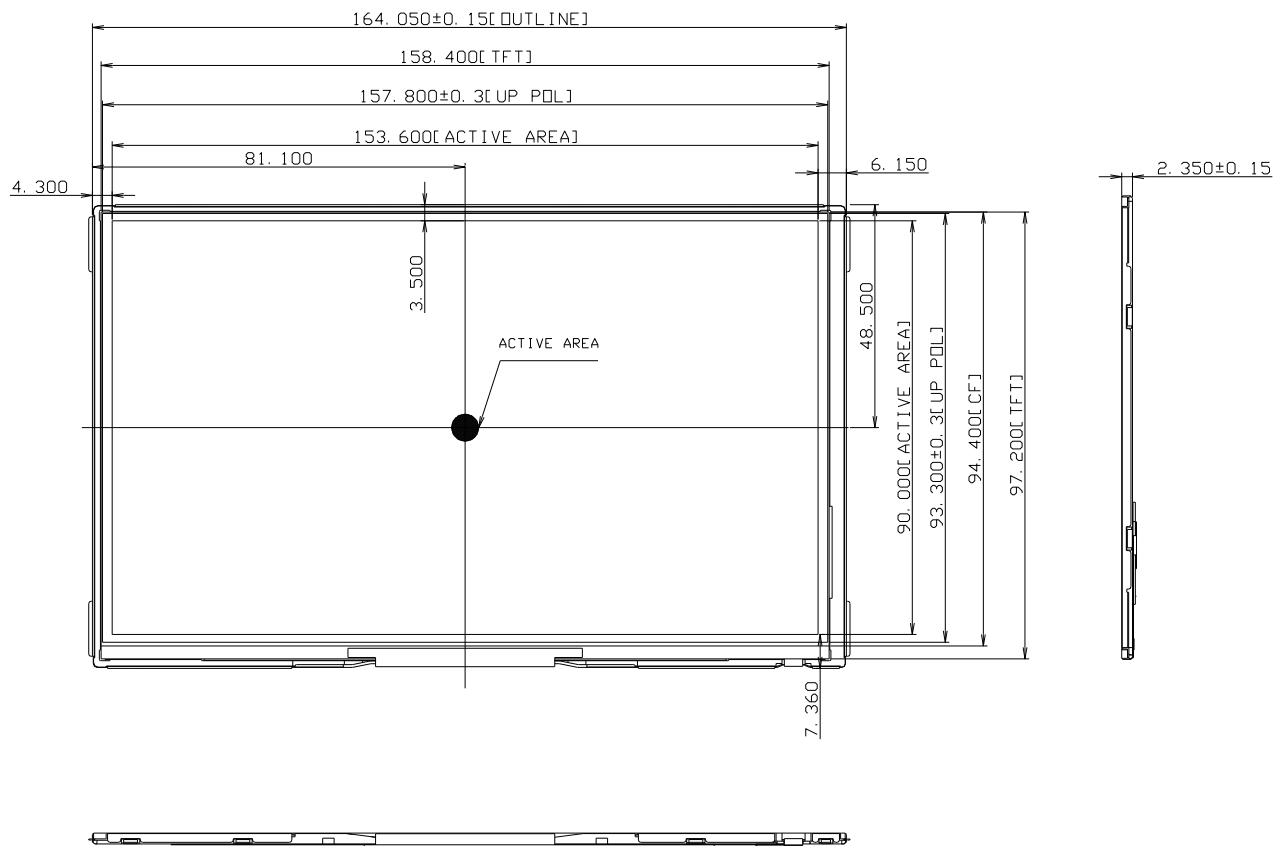 164. 050±0. 15[OUTLINE]
158. 400[TFT]
157. 800±0. 3[UP POL]
153. 600[ACTIVE AREA]
81. 100
6. 150
2. 350±0. 15
4. 300
3. 500
48. 500
ACTIVE AREA
90. 000[ACTIVE AREA]
93. 300±0. 3[UP POL]
94. 400[CF]
97. 200[TFT]
7. 360